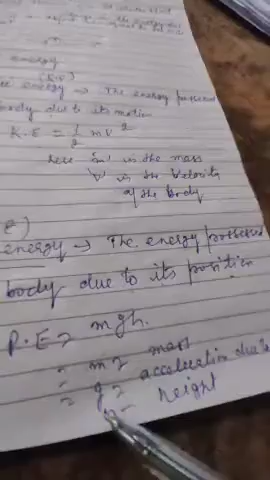 energy
(K.E)
energy → The energy possessed
body due to its motion
K.E = 1/2 mv²
here 'm' is the mass
'v' is the velocity
of the body
energy → The energy possessed
body due to its position
P.E → mgh.
: m → mass
= g → acceleration due to
h - height